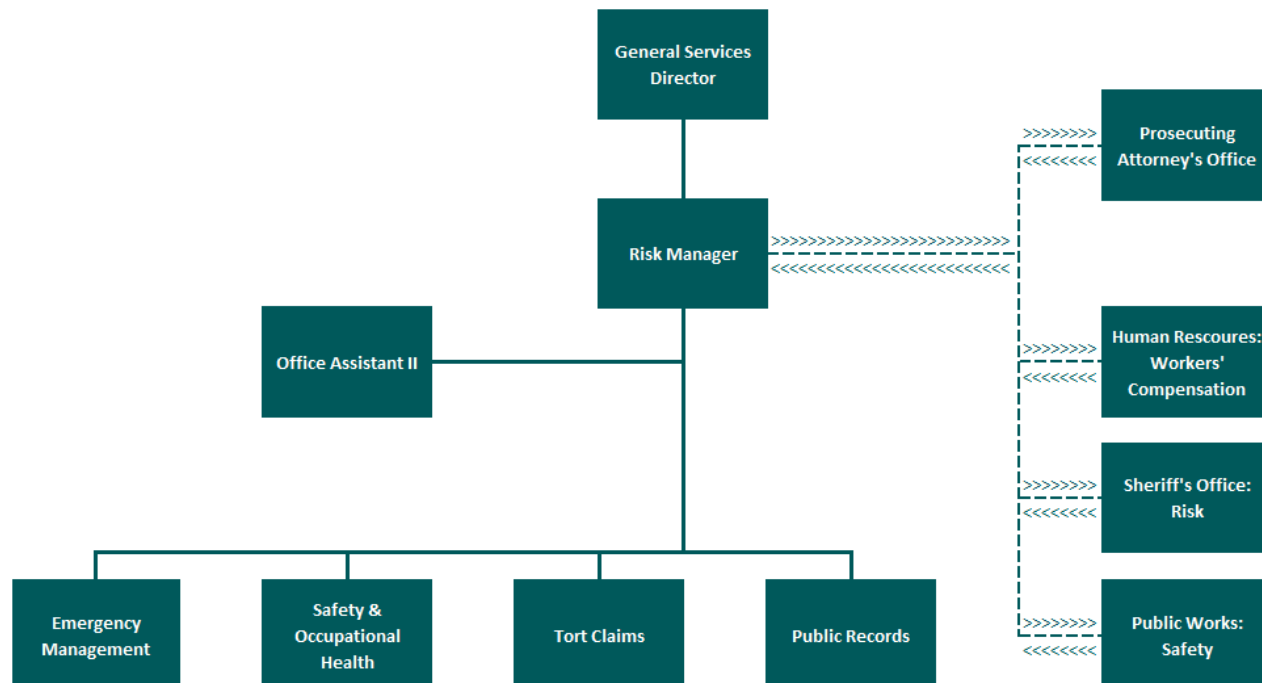 General Services
Director
Prosecuting
Attorney's Office
>>>>>>>>
<<<<<<<<
Risk Manager
>>>>>>>>>>>>>>>>>>>>>>>>>>
<<<<<<<<<<<<<<<<<<<<<<<<<<
Office Assistant II
Human Rescoures:
Workers'
Compensation
>>>>>>>>
<<<<<<<<
Sheriff's Office:
Risk
>>>>>>>>
<<<<<<<<
Emergency
Management
Safety &
Occupational
Health
Tort Claims
Public Records
Public Works:
Safety
>>>>>>>>
<<<<<<<<